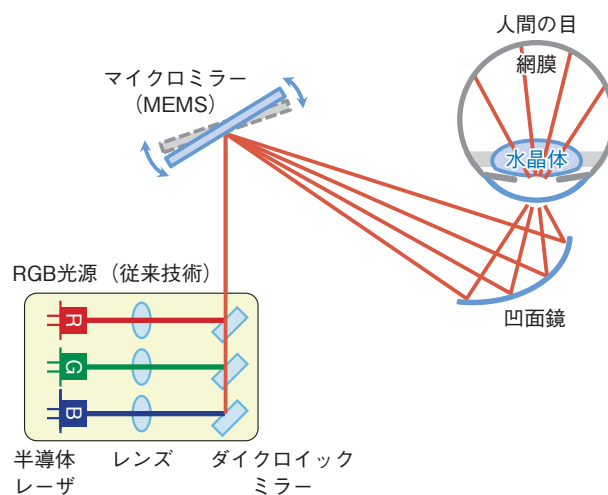 人間の目
網膜
マイクロミラー
（MEMS）
水晶体
RGB光源（従来技術）
凹面鏡
R
G
B
半導体
レーザ
レンズ
ダイクロイック
ミラー